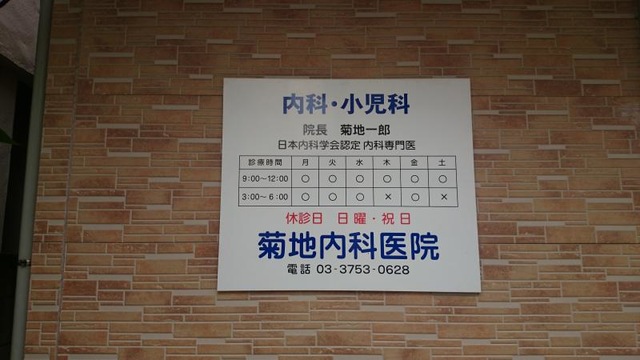 内科・小児科
院長 菊地一郎
日本内科学会認定 内科専門医
診療時間 月 火 水 木 金 土
9:00〜12:00 ○ ○ ○ ○ ○ ○
3:00〜6:00 ○ ○ ○ × ○ ×
休診日 日曜・祝日
菊地内科医院
電話 03-3753-0628